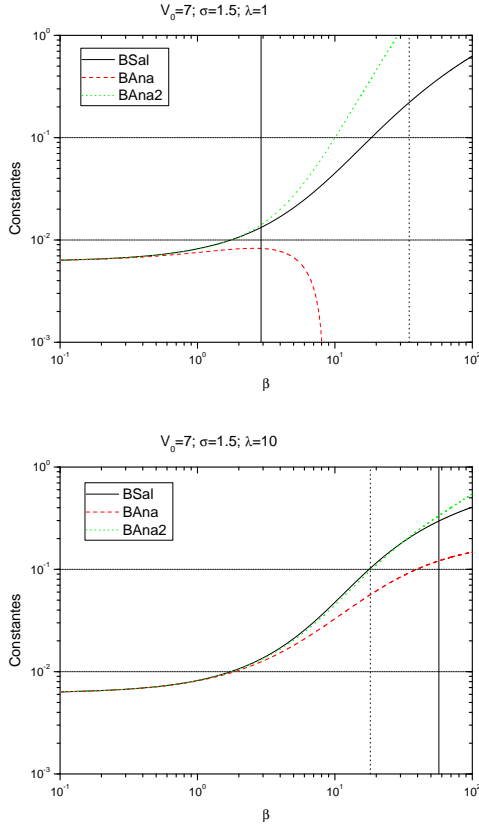 V_0=7; σ=1.5; λ=1
10^0
BSal
BAna
BAna2
10^-1
Constantes
10^-2
10^-3
10^-1
10^0
10^1
10^2
β
V_0=7; σ=1.5; λ=10
10^0
BSal
BAna
BAna2
10^-1
Constantes
10^-2
10^-3
10^-1
10^0
10^1
10^2
β